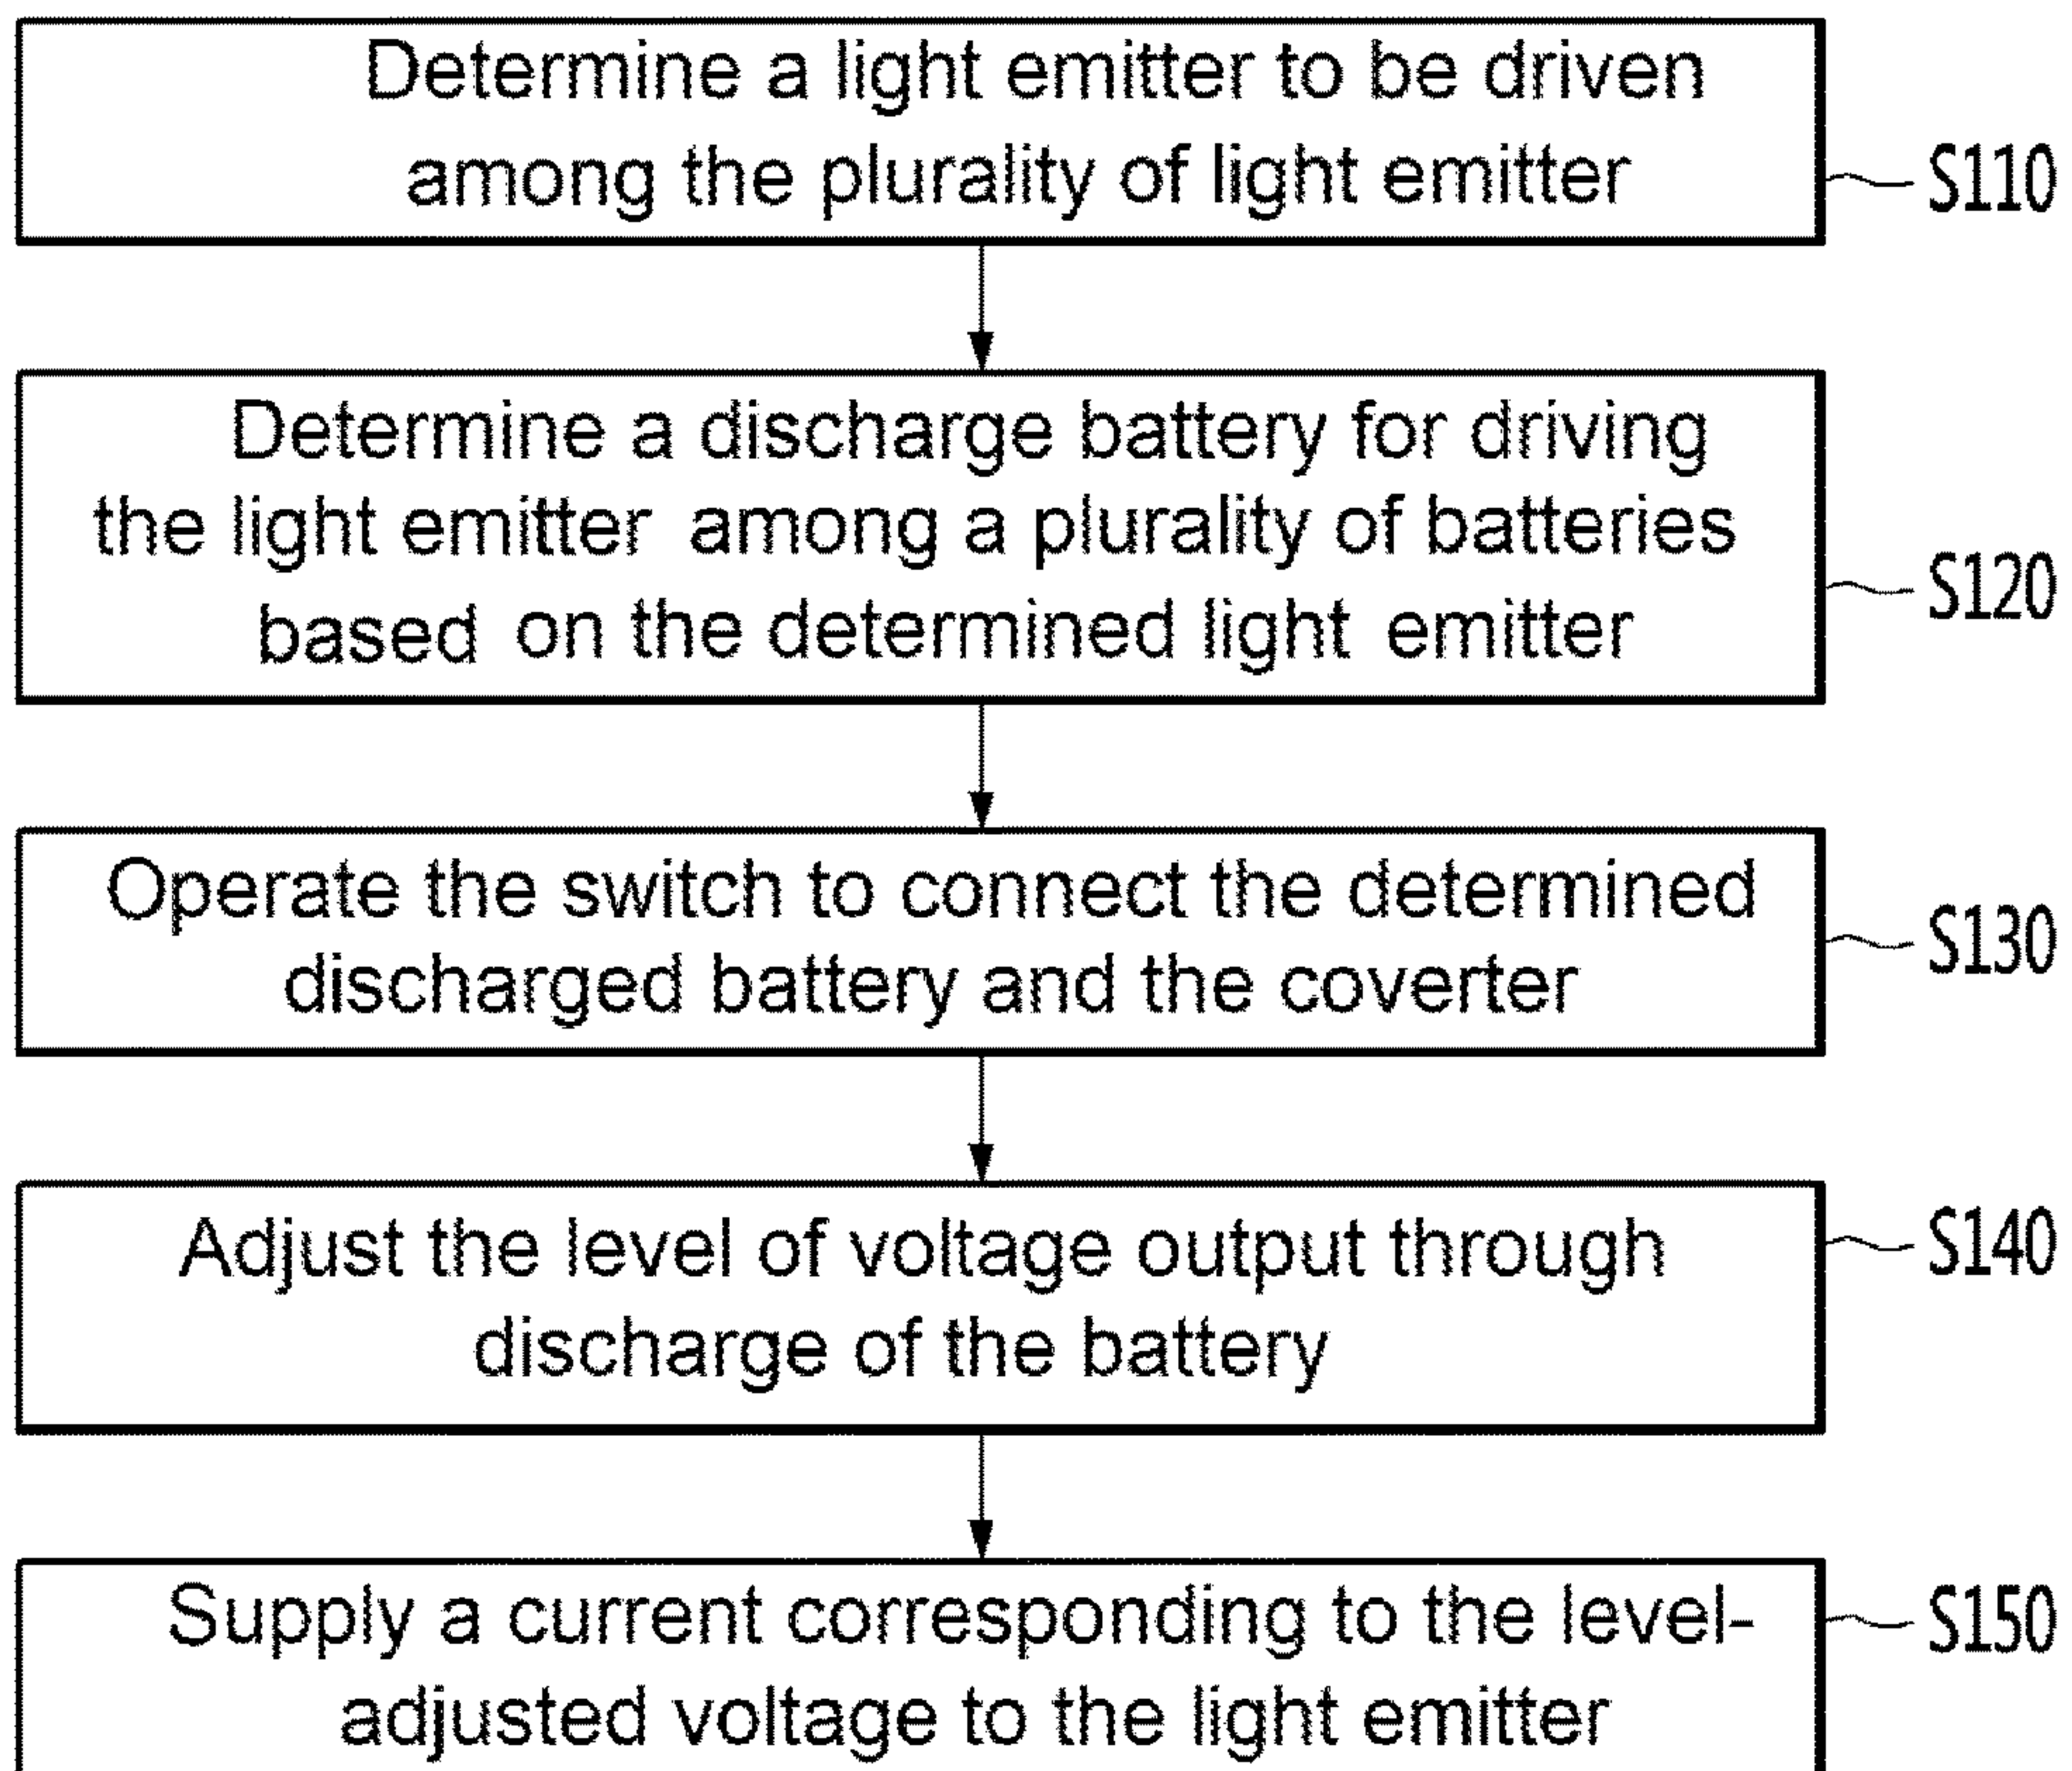 Determine a light emitter to be driven
among the plurality of light emitter
S110
Determine a discharge battery for driving
the light emitter among a plurality of batteries
based on the determined light emitter
S120
Operate the switch to connect the determined
discharged battery and the coverter
S130
Adjust the level of voltage output through
discharge of the battery
S140
Supply a current corresponding to the level-
adjusted voltage to the light emitter
S150